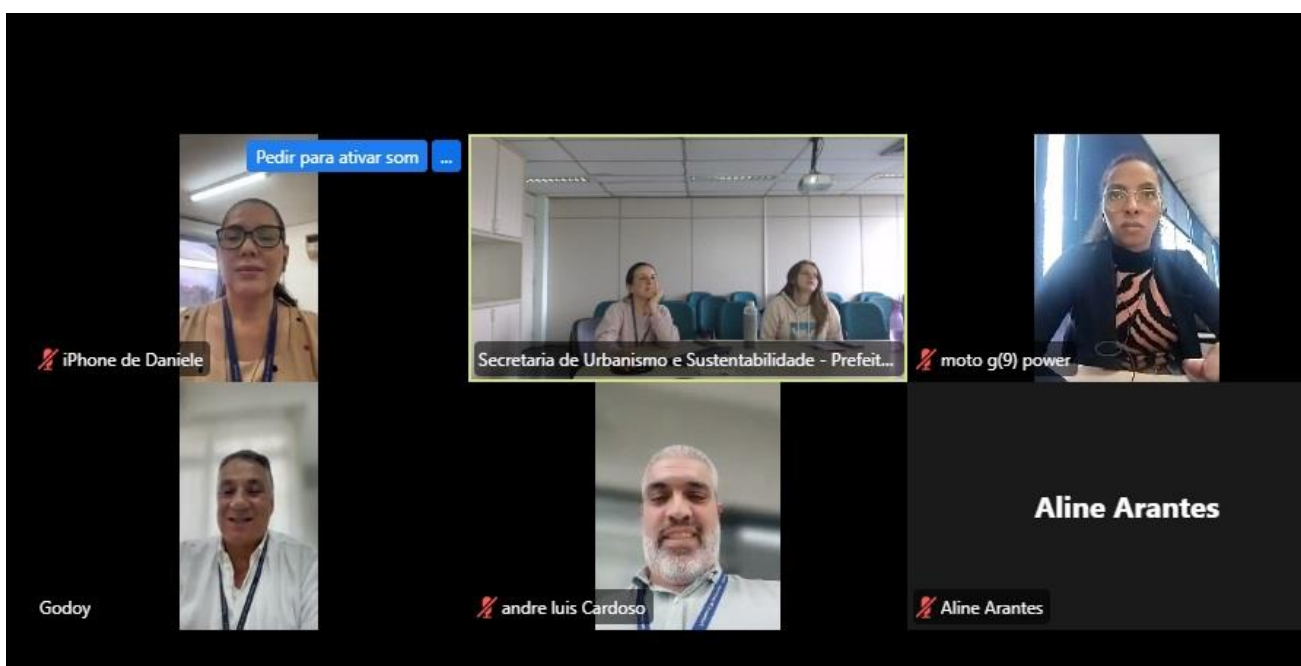 Pedir para ativar som ...
iPhone de Daniele
Secretaria de Urbanismo e Sustentabilidade - Prefeit...
moto g(9) power
Godoy
andre luis Cardoso
Aline Arantes
Aline Arantes